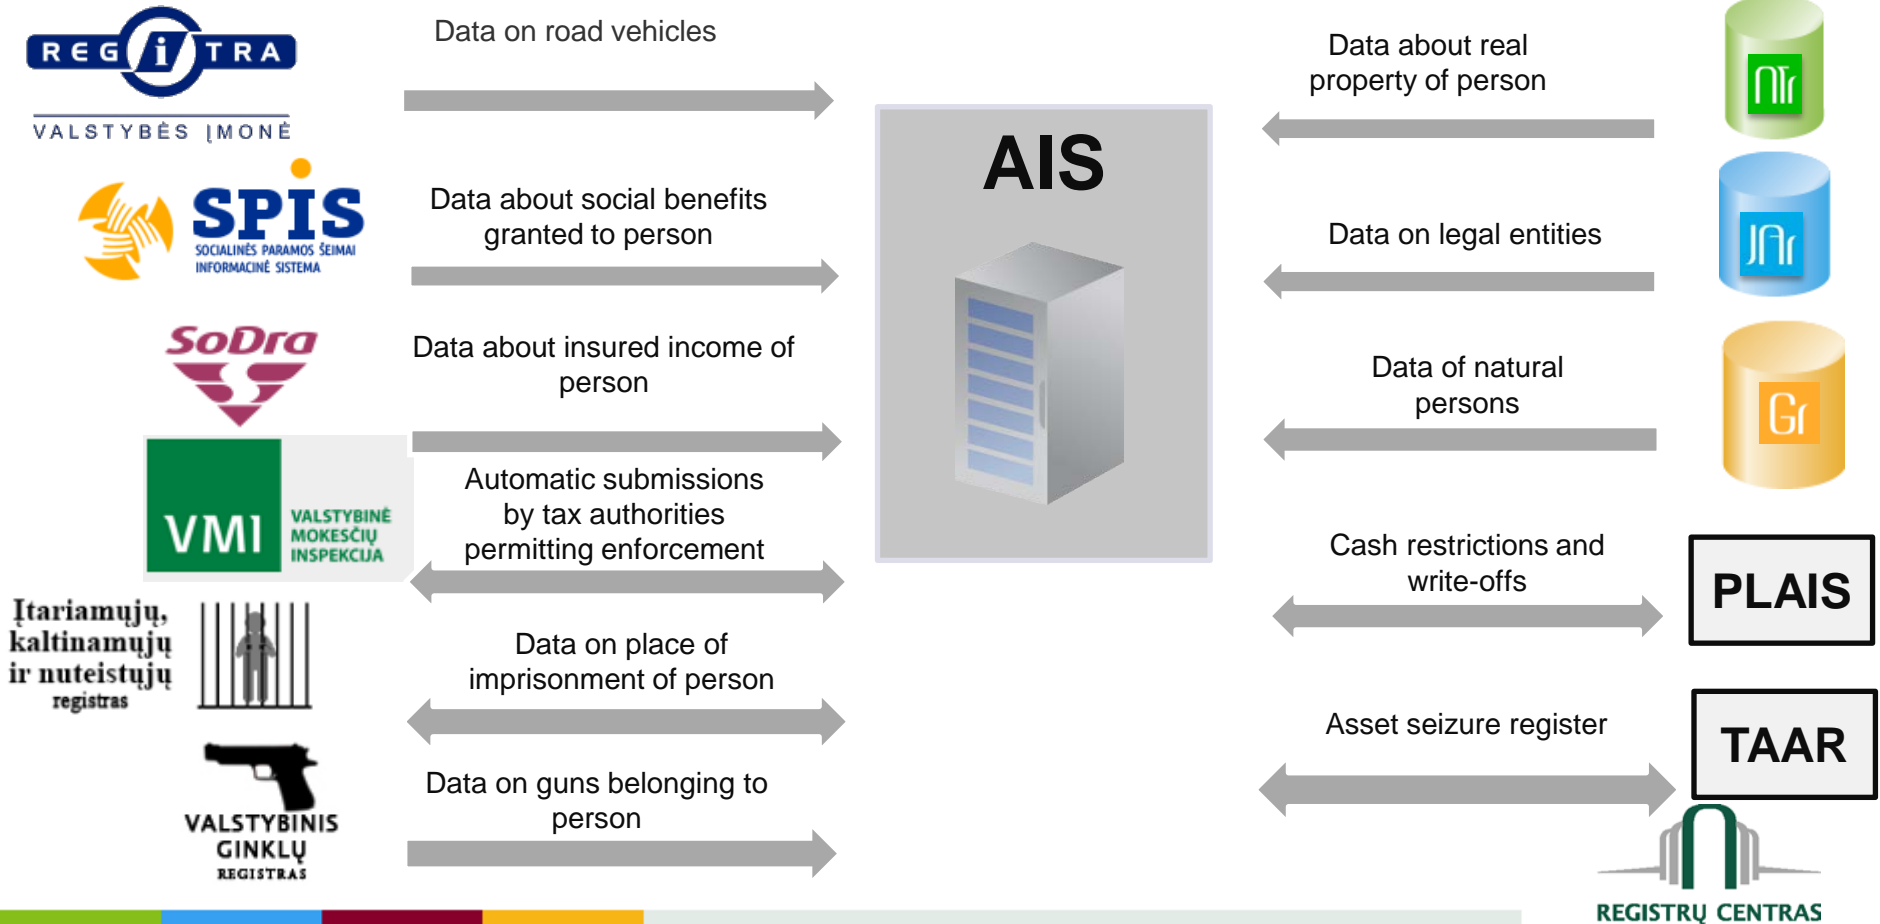 REGiTRA
VALSTYBĖS ĮMONĖ
Data on road vehicles
SPIS
SOCIALINĖS PARAMOS ŠEIMAI
INFORMACINĖ SISTEMA
Data about social benefits
granted to person
SoDra
Data about insured income of
person
VMI
VALSTYBINĖ
MOKESČIŲ
INSPEKCIJA
Automatic submissions
by tax authorities
permitting enforcement
Įtariamųjų,
kaltinamųjų
ir nuteistųjų
registras
Data on place of
imprisonment of person
VALSTYBINIS
GINKLŲ
REGISTRAS
Data on guns belonging to
person
AIS
Data about real
property of person
NTr
Data on legal entities
JAr
Data of natural
persons
Gr
Cash restrictions and
write-offs
PLAIS
Asset seizure register
TAAR
REGISTRŲ CENTRAS